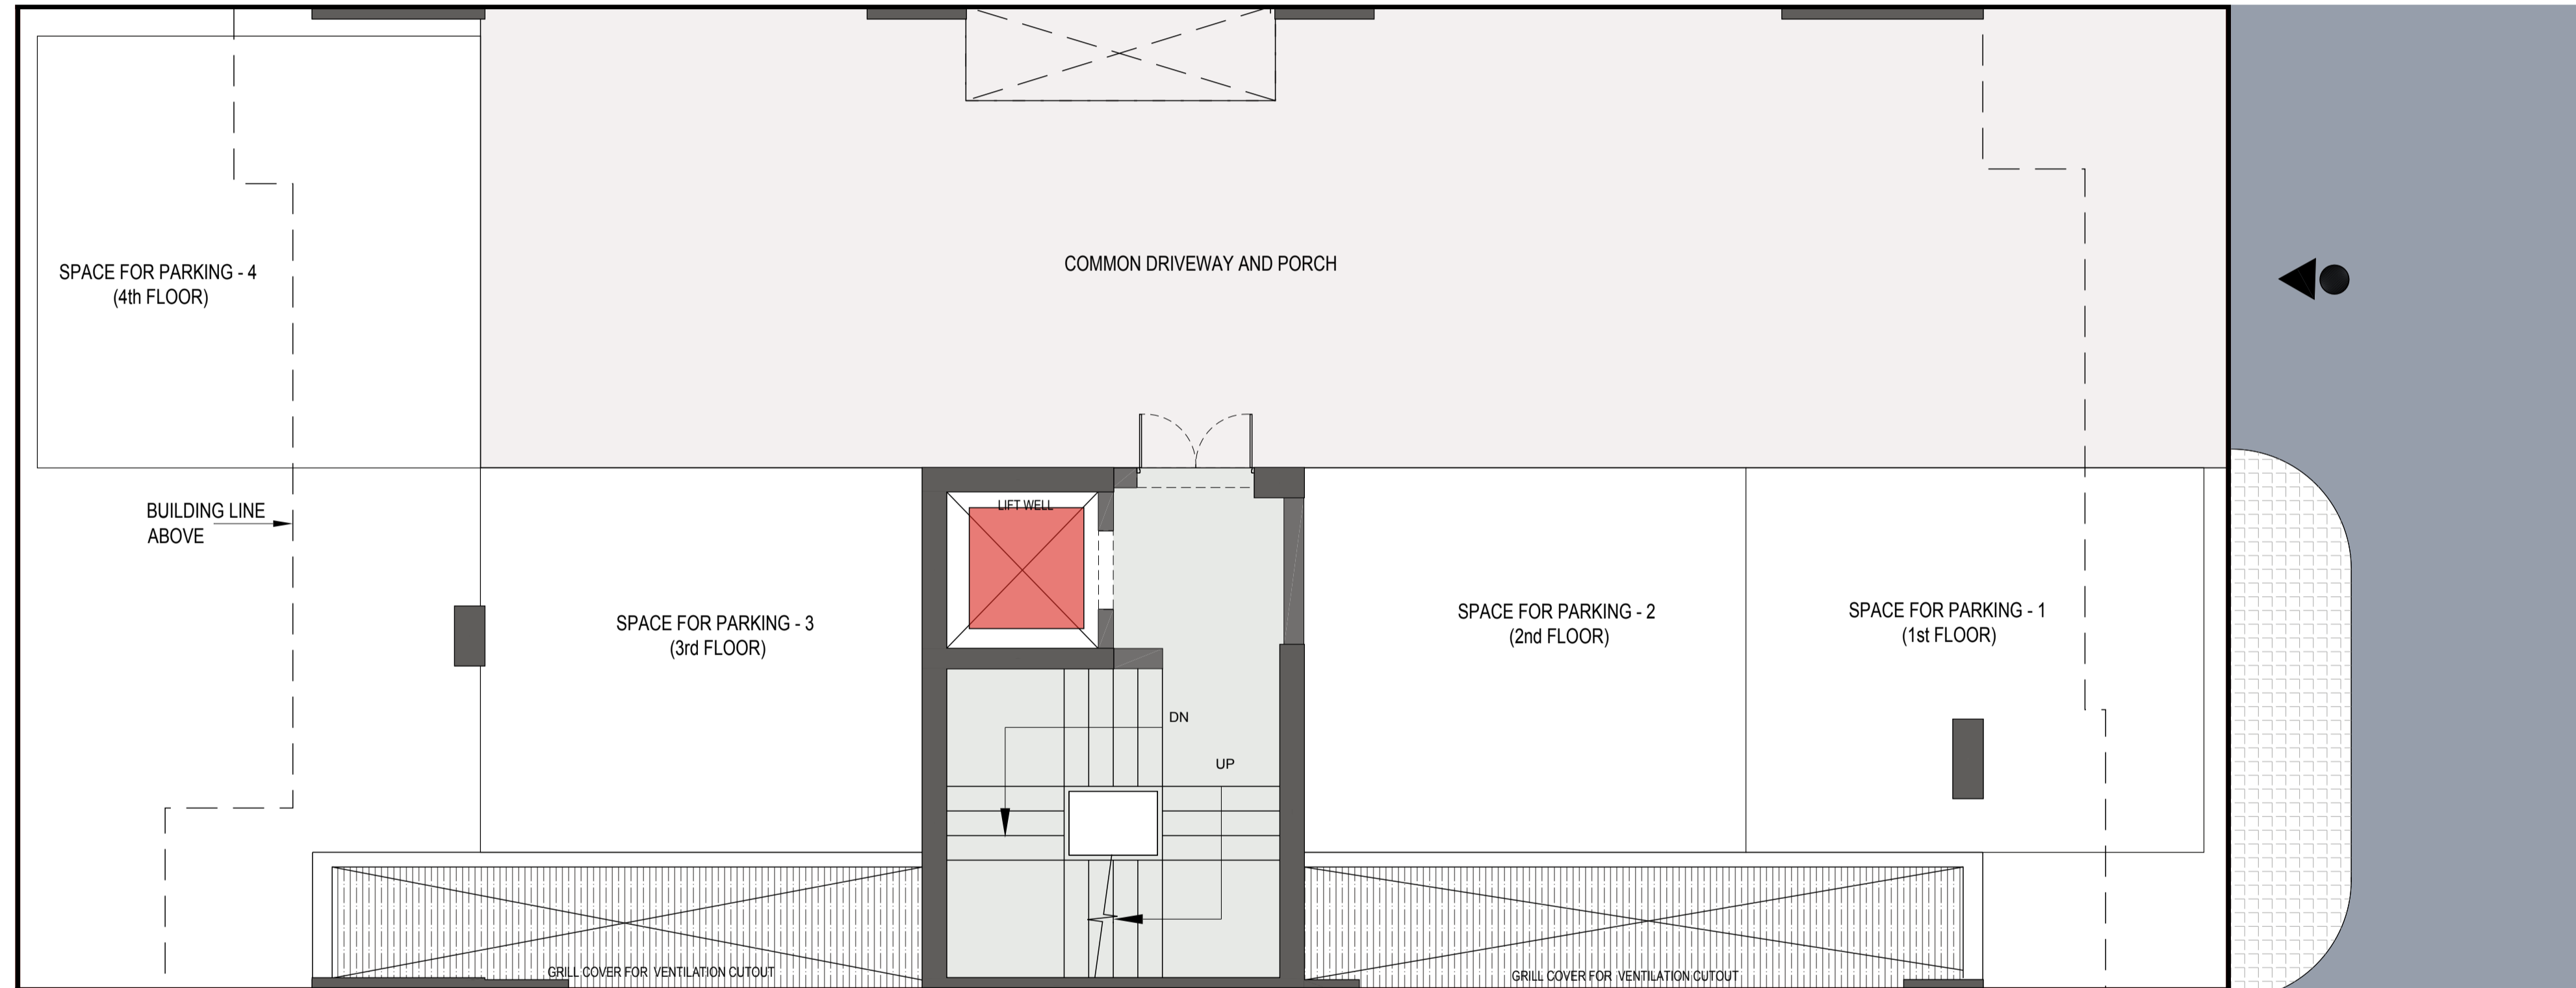 SPACE FOR PARKING - 4
(4th FLOOR)
COMMON DRIVEWAY AND PORCH
BUILDING LINE
ABOVE
LIFT WELL
SPACE FOR PARKING - 3
(3rd FLOOR)
SPACE FOR PARKING - 2
(2nd FLOOR)
SPACE FOR PARKING - 1
(1st FLOOR)
DN
UP
GRILL COVER FOR VENTILATION CUTOUT
GRILL COVER FOR VENTILATION CUTOUT